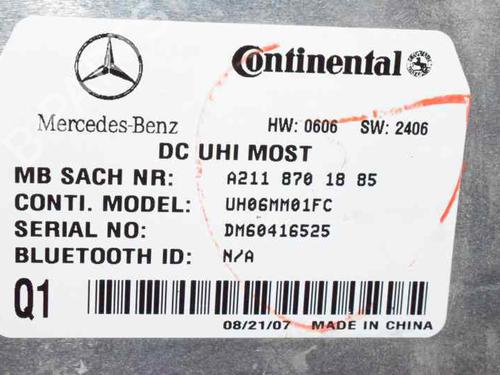 Mercedes-Benz
Continental
HW: 0606 SW: 2406
DC UHI MOST
MB SACH NR: A211 870 18 85
CONTI. MODEL: UH06MM01FC
SERIAL NO: DM60416525
BLUETOOTH ID: N/A
Q1
08/21/07 MADE IN CHINA